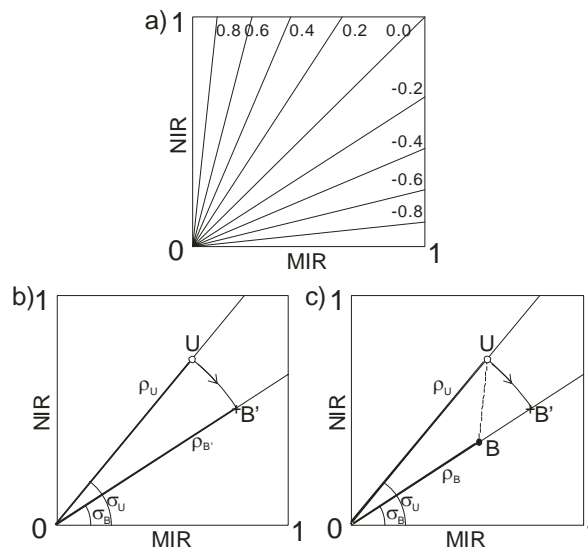 a)
1
0.8 0.6 0.4 0.2 0.0
-0.2
-0.4
-0.6
-0.8
NIR
0
MIR
1
b)
1
U
ρU
B'
ρB'
σU
σB
NIR
0
MIR
1
c)
1
U
ρU
B'
B
ρB
σU
σB
NIR
0
MIR
1